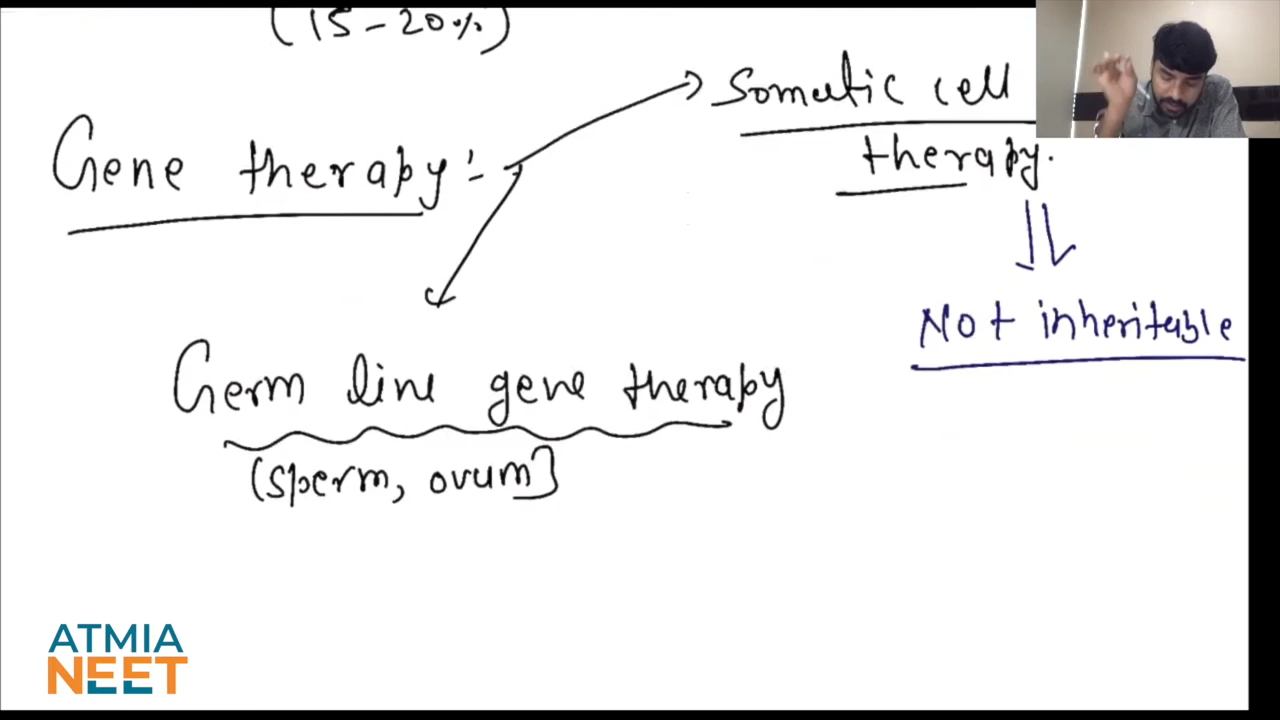 (15-20%)
Somatic cell
Gene therapy:-
therapy.
Not inheritable
Germ line gene therapy
(sperm, ovum)
ATMIA
NEET